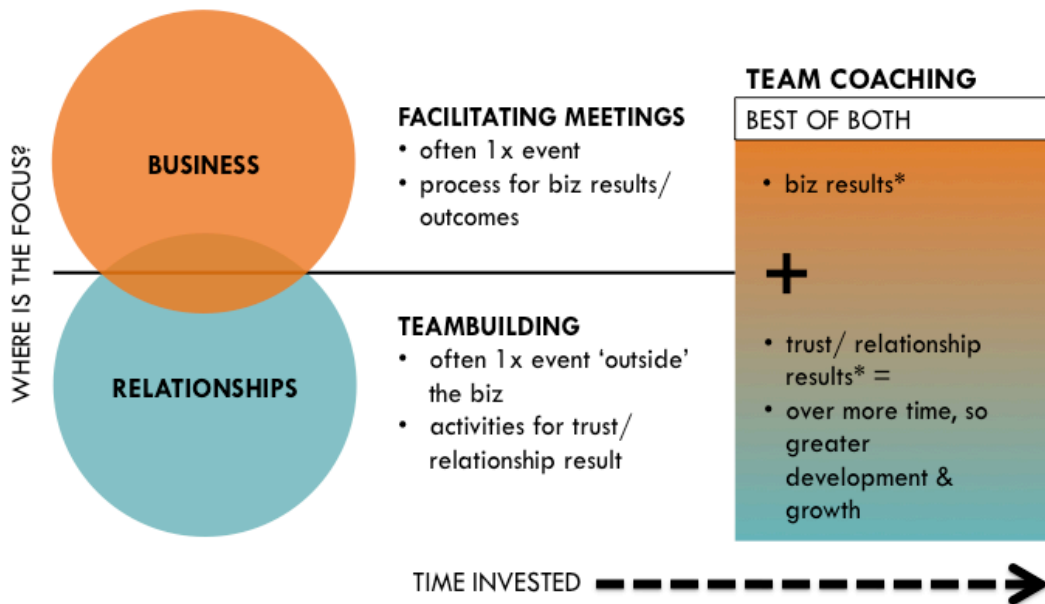 WHERE IS THE FOCUS?
BUSINESS
RELATIONSHIPS
FACILITATING MEETINGS
• often 1x event
• process for biz results/
outcomes
TEAMBUILDING
• often 1x event ‘outside’
the biz
• activities for trust/
relationship result
TEAM COACHING
BEST OF BOTH
• biz results*
+
• trust/ relationship
results* =
• over more time, so
greater
development &
growth
TIME INVESTED